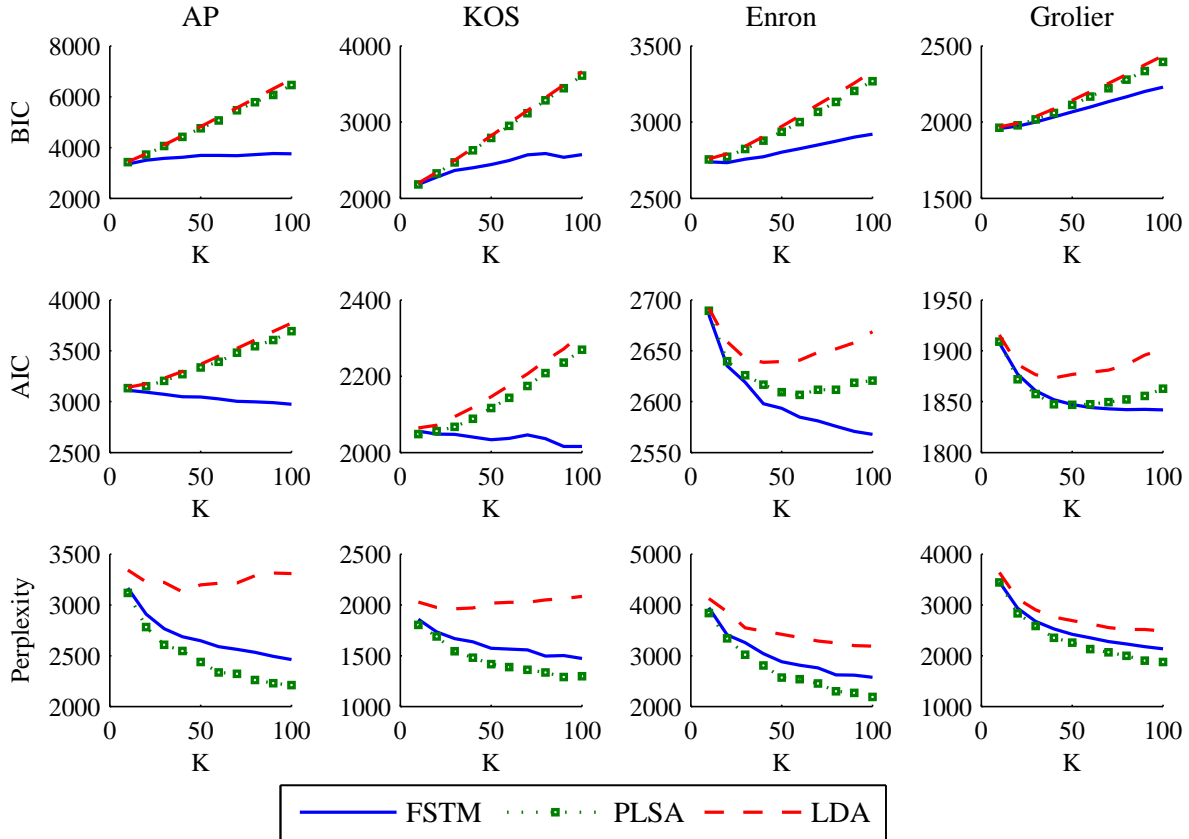 AP KOS Enron Grolier
BIC
8000 4000 3500 2500
6000 3000 3000 2000
4000
2000 2000 2500 1500
0 50 100 0 50 100 0 50 100 0 50 100
K K K K
AIC
4000 2400 2700 1950
3500 2200 2650 1900
3000 2600 1850
2500 2000 2550 1800
0 50 100 0 50 100 0 50 100 0 50 100
K K K K
Perplexity
3500 2500 5000 4000
3000 2000 4000 3000
2500 1500 3000 2000
2000 1000 2000 1000
0 50 100 0 50 100 0 50 100 0 50 100
K K K K
FSTM PLSA LDA